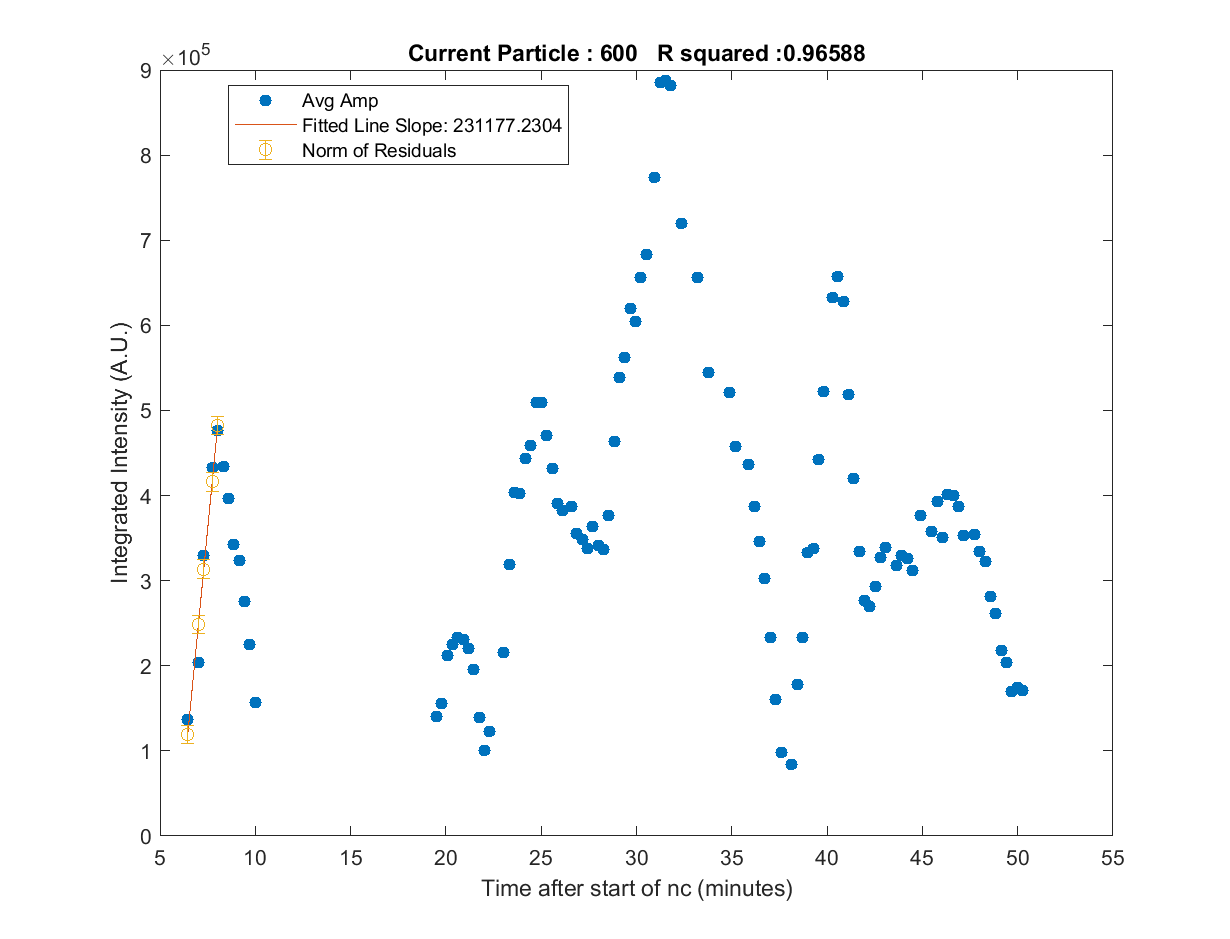 Current Particle : 600   R squared :0.96588
×10^5
Avg Amp
Fitted Line Slope: 231177.2304
Norm of Residuals
9
8
7
6
5
4
3
2
1
0
Integrated Intensity (A.U.)
5 10 15 20 25 30 35 40 45 50 55
Time after start of nc (minutes)